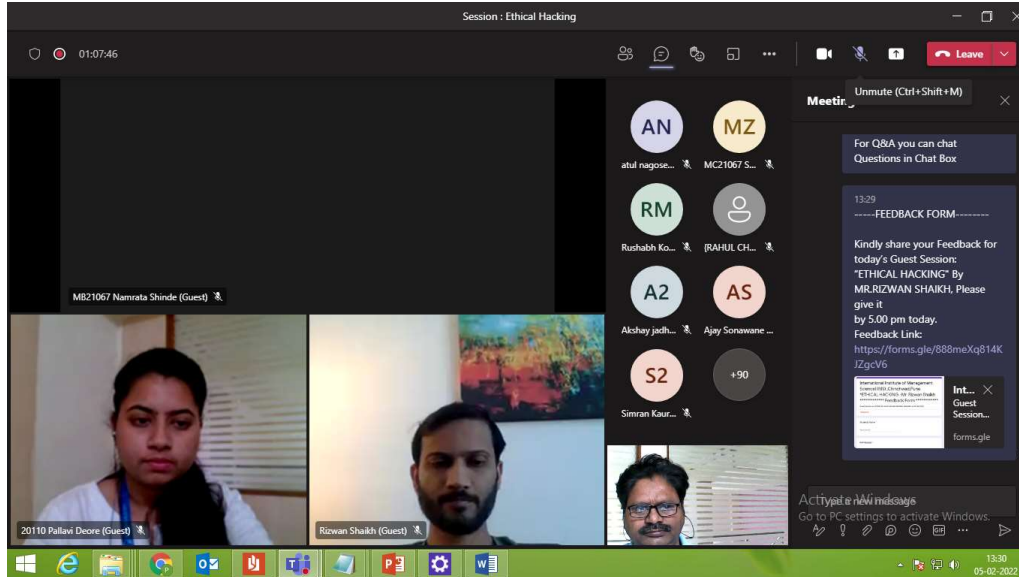 Session : Ethical Hacking
01:07:46
Leave
Unmute (Ctrl+Shift+M)
Meetin
AN
MZ
atul nagose...
MC21067 S...
RM
Rushabh Ko...
(RAHUL CH...
A2
AS
Akshay jadh...
Ajay Sonawane ...
S2
+90
Simran Kaur...
MB21067 Namrata Shinde (Guest)
20110 Pallavi Deore (Guest)
Rizwan Shaikh (Guest)
For Q&A you can chat
Questions in Chat Box
13:29
-----FEEDBACK FORM--------
Kindly share your Feedback for
today's Guest Session:
"ETHICAL HACKING" By
MR.RIZWAN SHAIKH, Please
give it
by 5.00 pm today.
Feedback Link:
https://forms.gle/888meXq814K
JZgcV6
Int...
Guest
Session...
forms.gle
Type a new message
Activate Windows
Go to PC settings to activate Windows.
GIF
13:30
05-02-2022